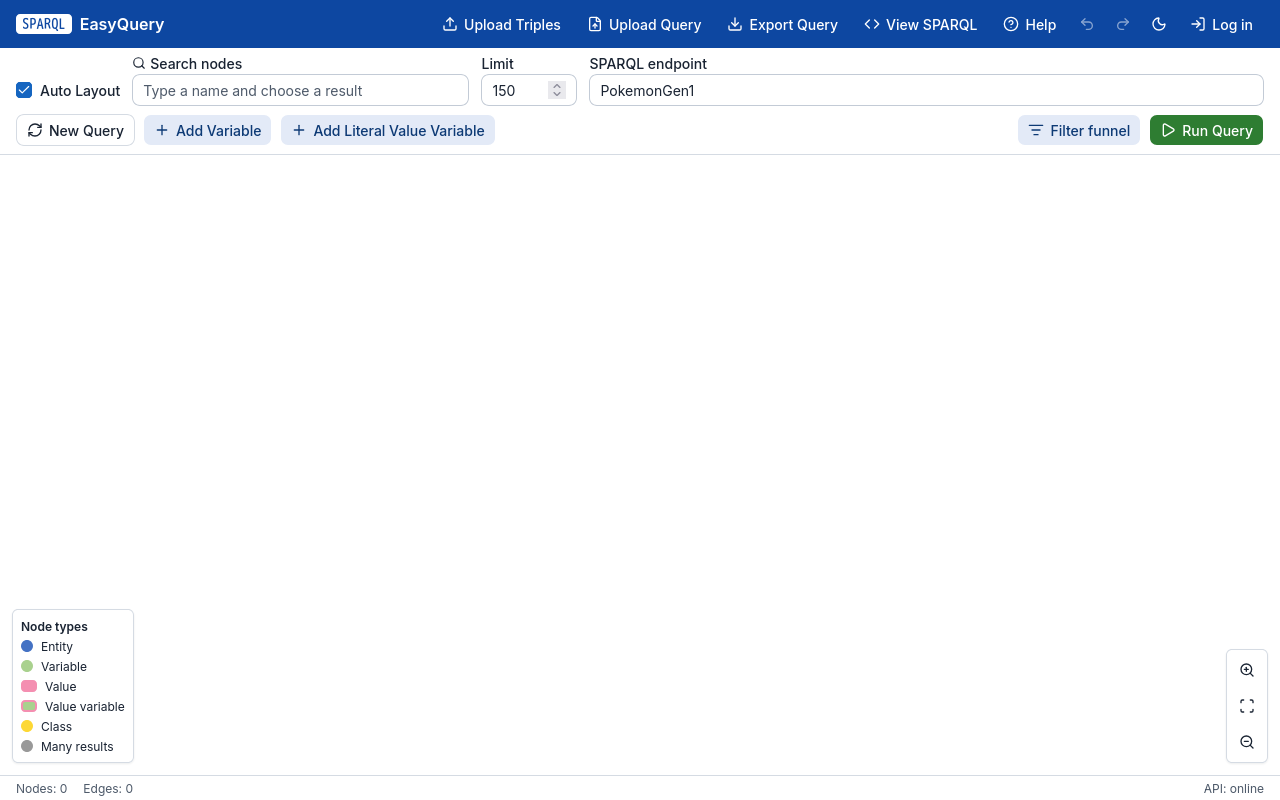 SPARQL EasyQuery
Upload Triples
Upload Query
Export Query
View SPARQL
Help
Log in
Auto Layout
Search nodes
Type a name and choose a result
Limit
150
SPARQL endpoint
PokemonGen1
New Query
Add Variable
Add Literal Value Variable
Filter funnel
Run Query
Node types
Entity
Variable
Value
Value variable
Class
Many results
Nodes: 0
Edges: 0
API: online